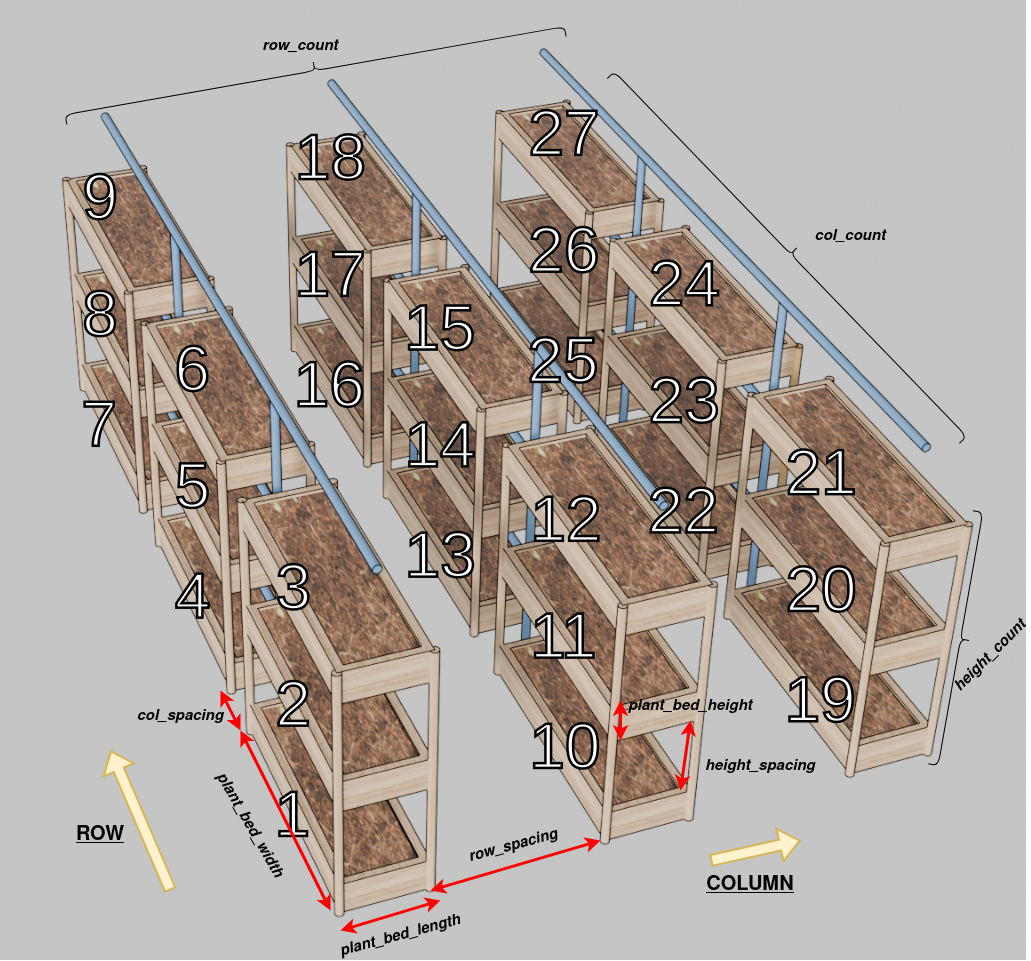 row_count
col_count
27
18
9
26
24
17
8
15
25
6
16
23
7
14
21
5
12
22
13
3
20
4
11
height_count
2
19
plant_bed_height
col_spacing
10
height_spacing
1
plant_bed_width
ROW
row_spacing
COLUMN
plant_bed_length